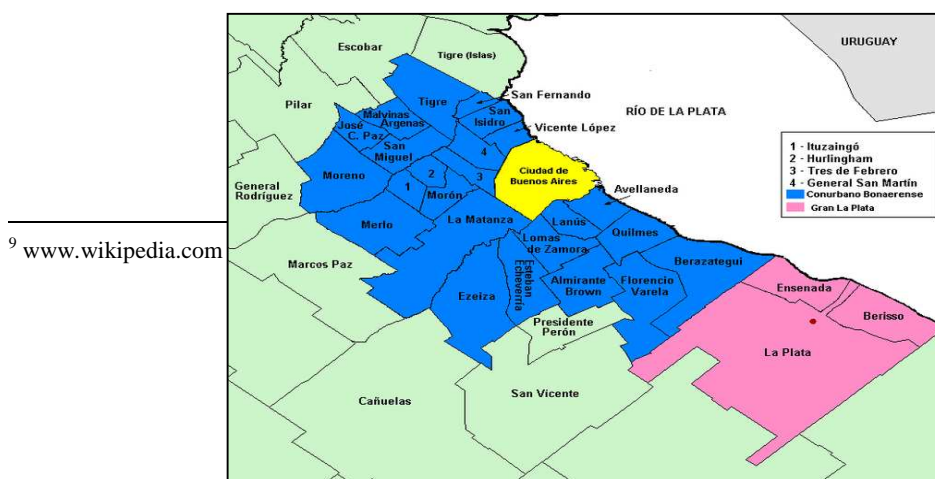 URUGUAY
Escobar
Tigre (Islas)
Pilar
Tigre
San Fernando
RÍO DE LA PLATA
Malvinas
Argenas
San
Isidro
José
C. Paz
Vicente López
San
Miguel
4
1 - Ituzaingó
2 - Hurlingham
3 - Tres de Febrero
4 - General San Martín
Conurbano Bonaerense
Gran La Plata
Moreno
1
2
3
Ciudad de
Buenos Aires
General
Rodríguez
Morón
Avellaneda
La Matanza
Lanús
Merlo
Quilmes
9 www.wikipedia.com
Lomas
de Zamora
Berazategui
Marcos Paz
Ezeiza
Esteban
Echeverría
Almirante
Brown
Florencio
Varela
Ensenada
Berisso
Presidente
Perón
La Plata
Cañuelas
San Vicente